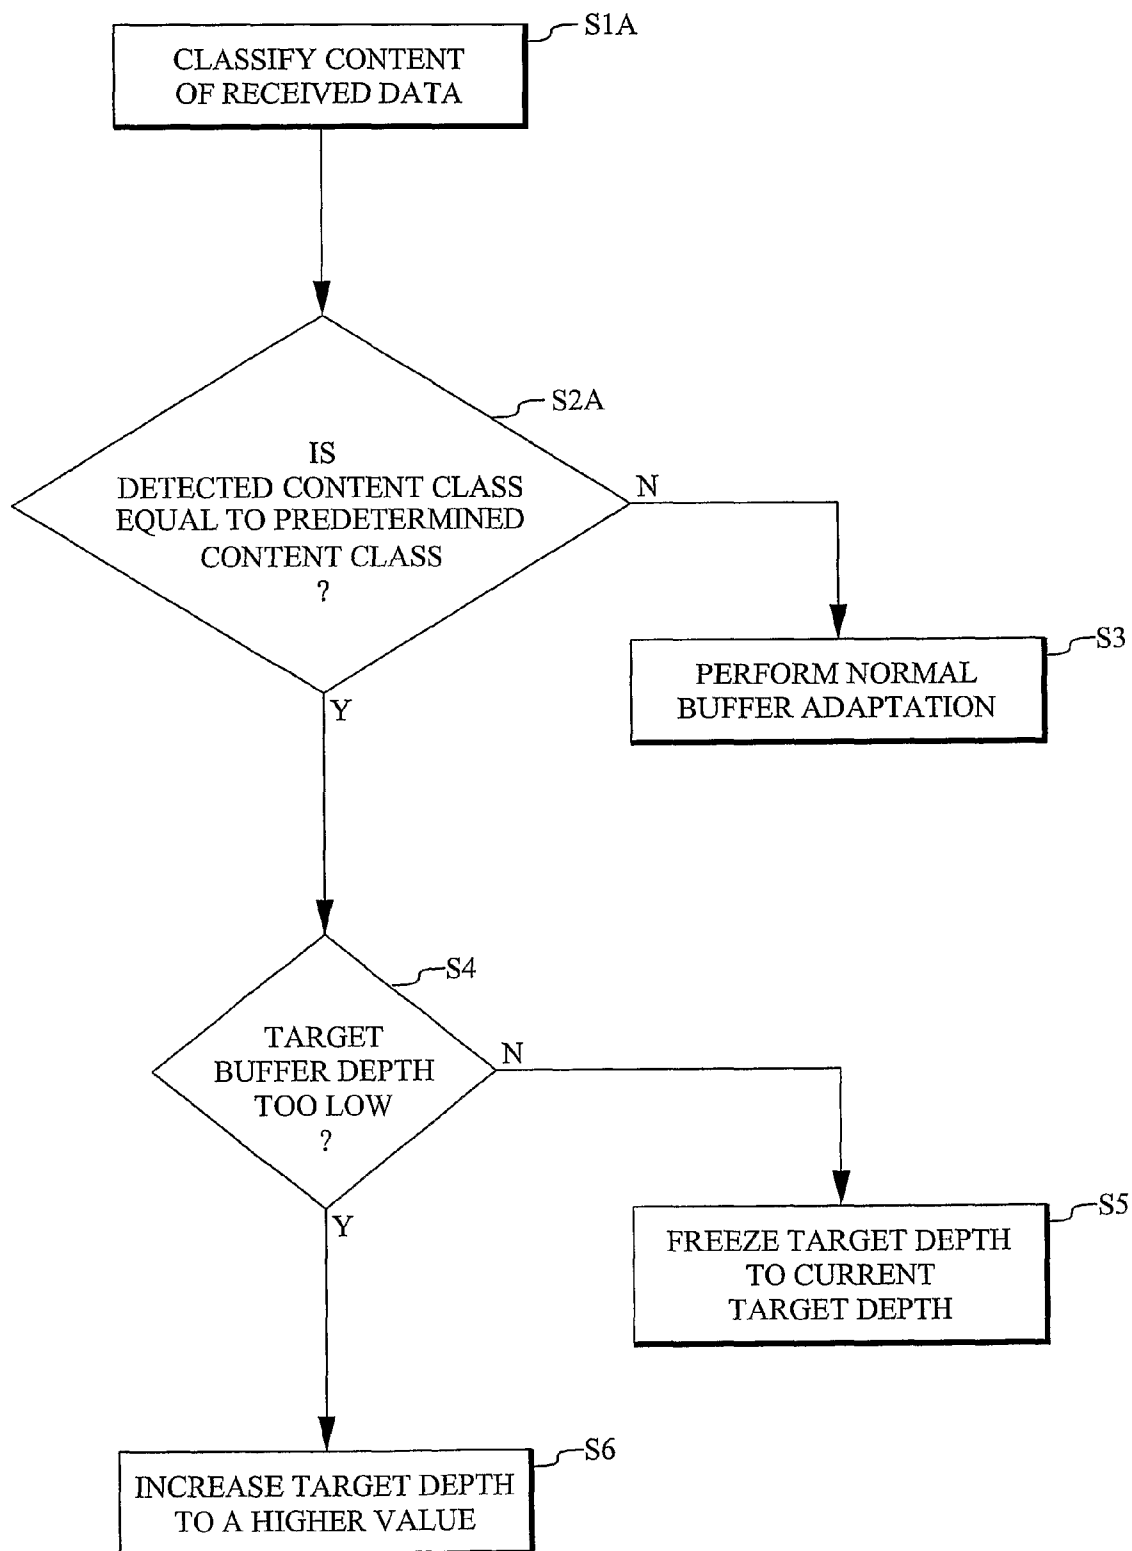 S1A
CLASSIFY CONTENT
OF RECEIVED DATA
S2A
IS
DETECTED CONTENT CLASS
EQUAL TO PREDETERMINED
CONTENT CLASS
?
N
Y
S3
PERFORM NORMAL
BUFFER ADAPTATION
S4
TARGET
BUFFER DEPTH
TOO LOW
?
N
Y
S5
FREEZE TARGET DEPTH
TO CURRENT
TARGET DEPTH
S6
INCREASE TARGET DEPTH
TO A HIGHER VALUE